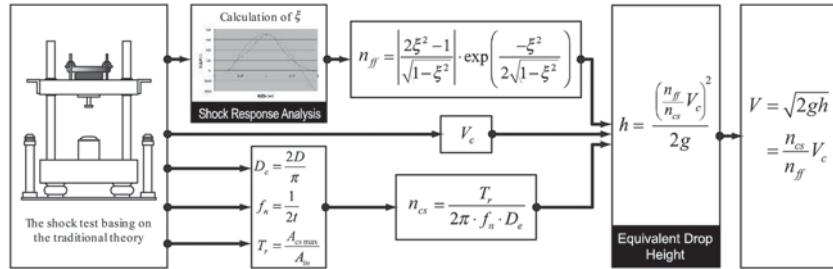 Calculation of ξ
Shock Response Analysis
The shock test basing on
the traditional theory
n_ff = |(2ξ² − 1)/√(1−ξ²)| · exp(−ξ²/(2√(1−ξ²)))
V_c
D_e = 2D/π
f_n = 1/(2t)
T_r = A_cs max/A_in
n_cs = T_r/(2π · f_n · D_e)
h = ((n_ff/n_cs) V_c)²/(2g)
Equivalent Drop
Height
V = √(2gh)
= (n_cs/n_ff) V_c